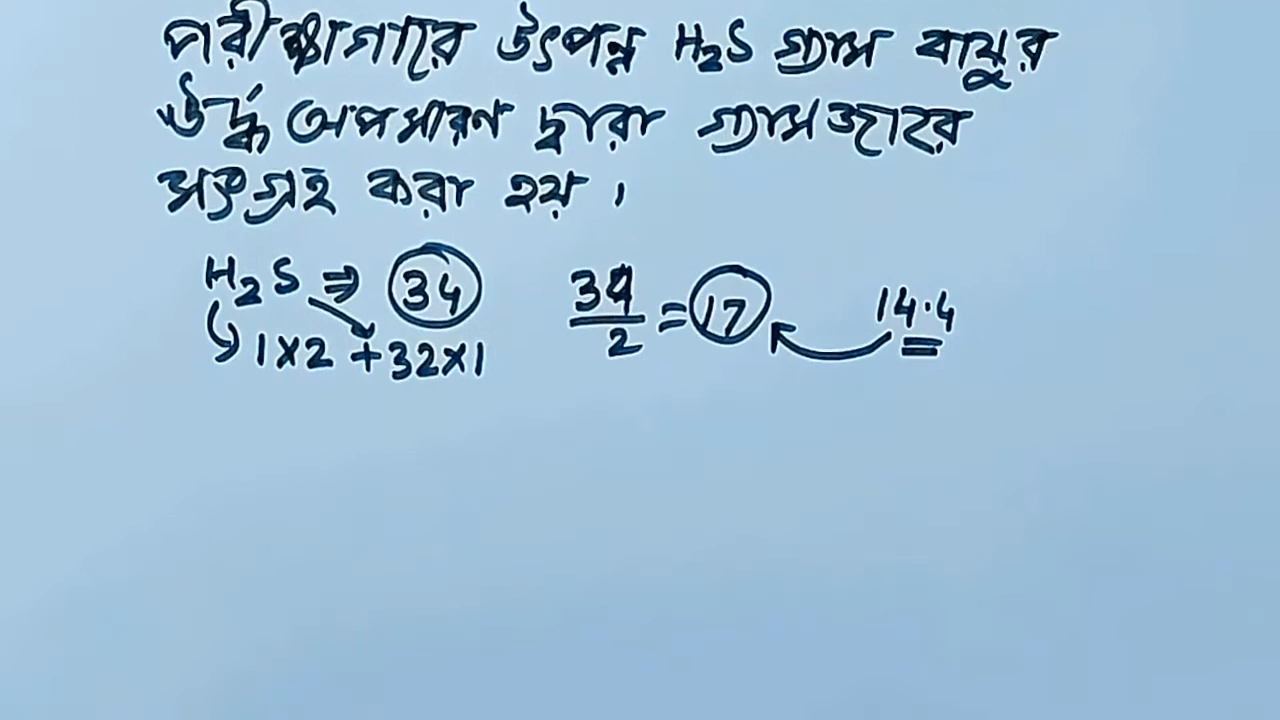 পরীক্ষাগারে উৎপন্ন H₂S গ্যাস বায়ুর
উর্দ্ধ অপসারণ দ্বারা গ্যাসজারে
সংগ্রহ করা হয় ।
H₂S ⇒ 34 34/2 = 17 14.4
1×2 + 32×1